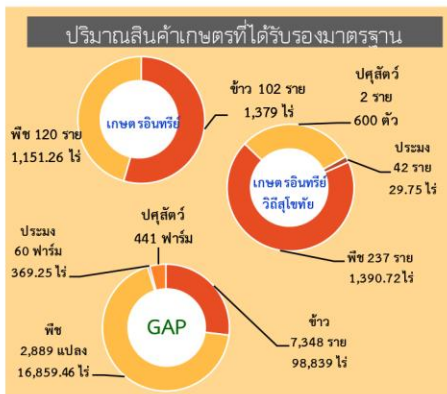 ปริมาณสินค้าเกษตรที่ได้รับรองมาตรฐาน
เกษตรอินทรีย์
ข้าว 102 ราย
1,379 ไร่
พืช 120 ราย
1,151.26 ไร่
ปศุสัตว์
2 ราย
600 ตัว
ประมง
42 ราย
29.75 ไร่
เกษตรอินทรีย์
วิถีสุโขทัย
พืช 237 ราย
1,390.72 ไร่
ปศุสัตว์
441 ฟาร์ม
ประมง
60 ฟาร์ม
369.25 ไร่
GAP
พืช
2,889 แปลง
16,859.46 ไร่
ข้าว
7,348 ราย
98,839 ไร่